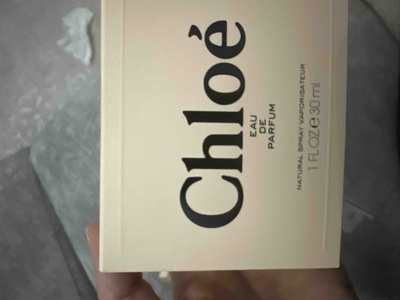 Chloé
EAU
DE
PARFUM
NATURAL SPRAY VAPORISATEUR
1 FL OZ e 30 ml